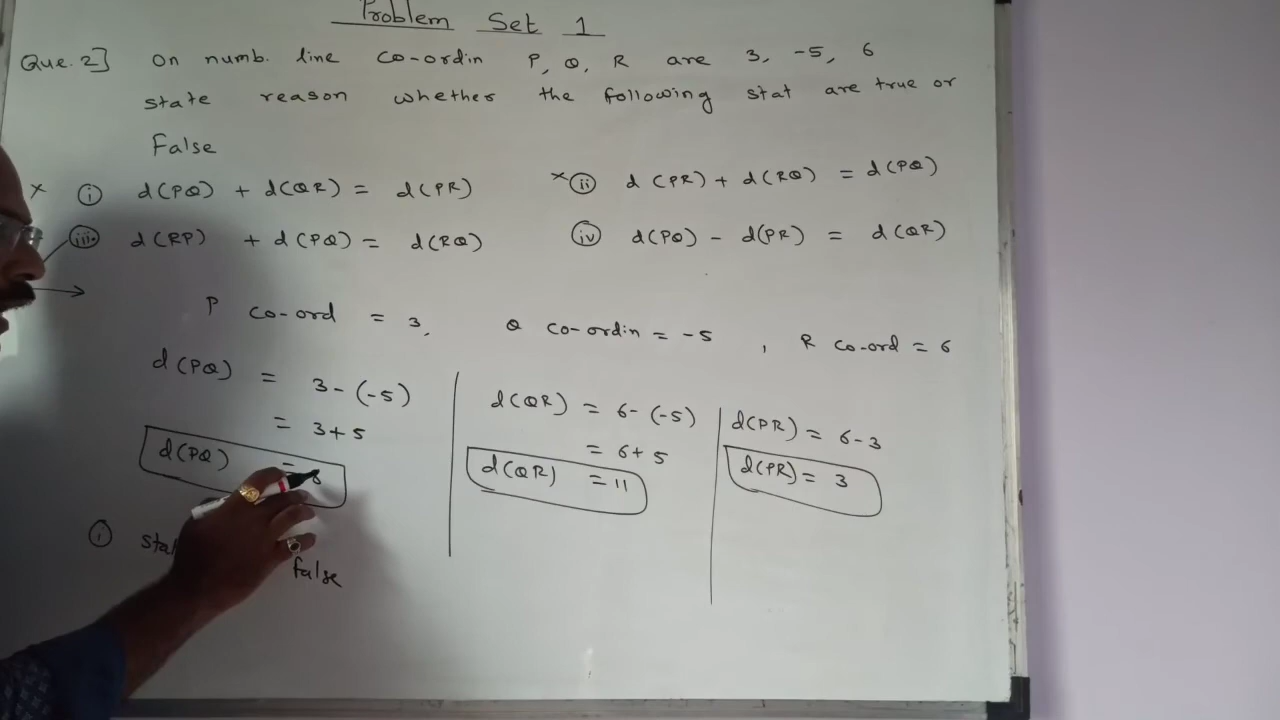 Problem Set 1
Que. 2] On numb. line co-ordin P, Q, R are 3, -5, 6
state reason whether the following stat are true or
False
× (i) d(PQ) + d(QR) = d(PR)
× (ii) d(PR) + d(RQ) = d(PQ)
(iii) d(RP) + d(PQ) = d(RQ)
(iv) d(PQ) - d(PR) = d(QR)
P co-ord = 3, Q co-ordin = -5, R co-ord = 6
d(PQ) = 3-(-5)
= 3+5
d(PQ) = 8
d(QR) = 6-(-5)
= 6+5
d(QR) = 11
d(PR) = 6-3
d(PR) = 3
(i) false